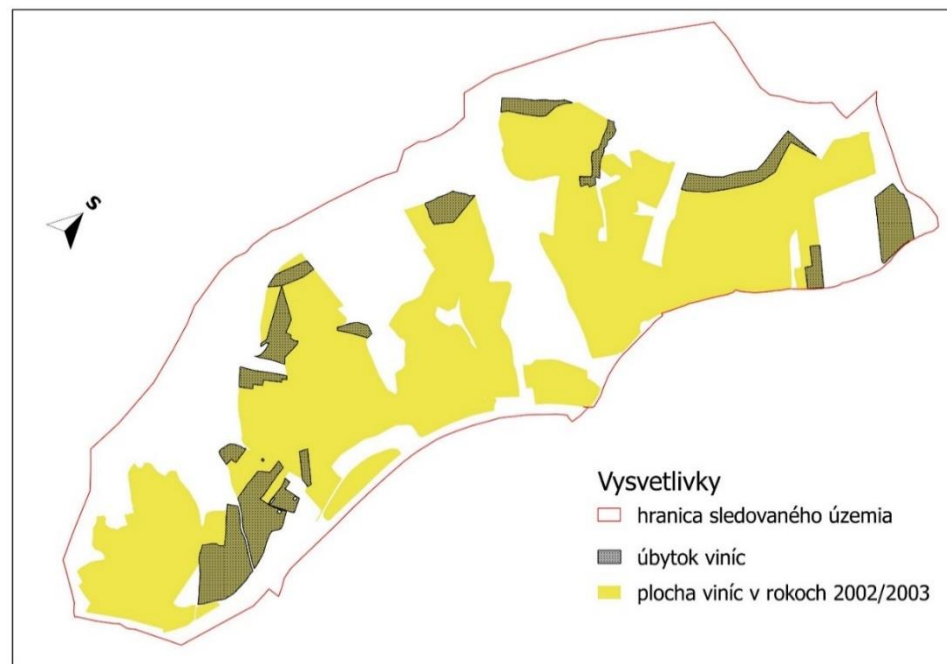 S
Vysvetlivky
hranica sledovaného územia
úbytok viníc
plocha viníc v rokoch 2002/2003